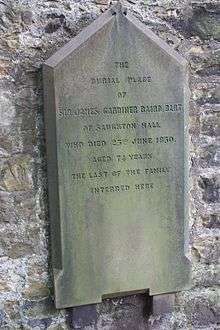 THE
BURIAL PLACE
OF
SIR JAMES GARDINER BAIRD, BART
OF SAUGHTON HALL
WHO DIED 23RD JUNE 1830
AGED 74 YEARS
THE LAST OF THE FAMILY
INTERRED HERE